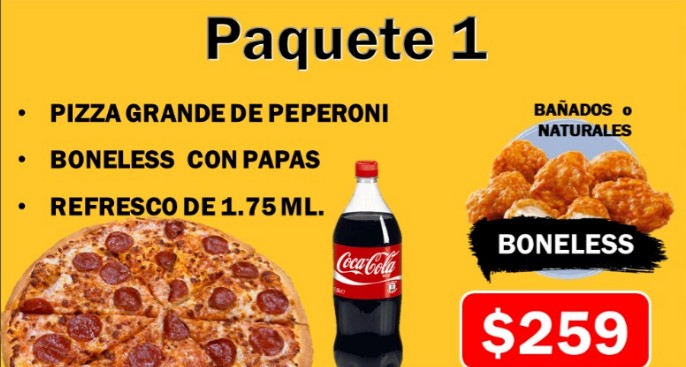 Paquete 1
• PIZZA GRANDE DE PEPERONI
• BONELESS CON PAPAS
• REFRESCO DE 1.75 ML.
BAÑADOS o
NATURALES
Coca-Cola
BONELESS
$259